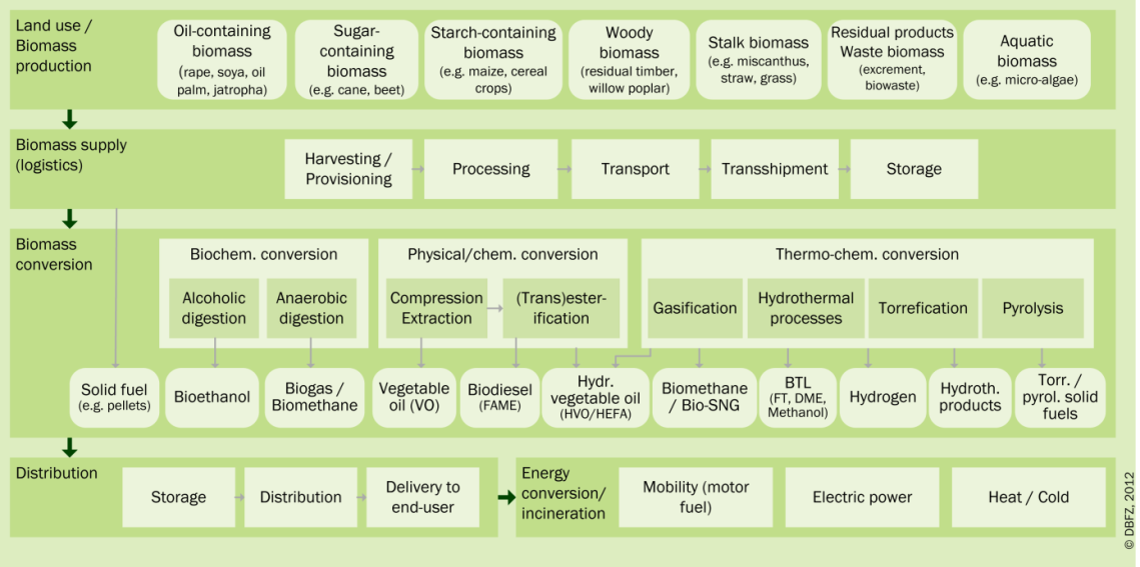 Land use /
Biomass
production
Oil-containing
biomass
(rape, soya, oil
palm, jatropha)
Sugar-
containing
biomass
(e.g. cane, beet)
Starch-containing
biomass
(e.g. maize, cereal
crops)
Woody
biomass
(residual timber,
willow poplar)
Stalk biomass
(e.g. miscanthus,
straw, grass)
Residual products
Waste biomass
(excrement,
biowaste)
Aquatic
biomass
(e.g. micro-algae)
Biomass supply
(logistics)
Harvesting /
Provisioning
Processing
Transport
Transshipment
Storage
Biomass
conversion
Biochem. conversion
Alcoholic
digestion
Anaerobic
digestion
Physical/chem. conversion
Compression
Extraction
(Trans)ester-
ification
Thermo-chem. conversion
Gasification
Hydrothermal
processes
Torrefication
Pyrolysis
Solid fuel
(e.g. pellets)
Bioethanol
Biogas /
Biomethane
Vegetable
oil (VO)
Biodiesel
(FAME)
Hydr.
vegetable oil
(HVO/HEFA)
Biomethane
/ Bio-SNG
BTL
(FT, DME,
Methanol)
Hydrogen
Hydroth.
products
Torr. /
pyrol. solid
fuels
Distribution
Storage
Distribution
Delivery to
end-user
Energy
conversion/
incineration
Mobility (motor
fuel)
Electric power
Heat / Cold
© DBFZ, 2012